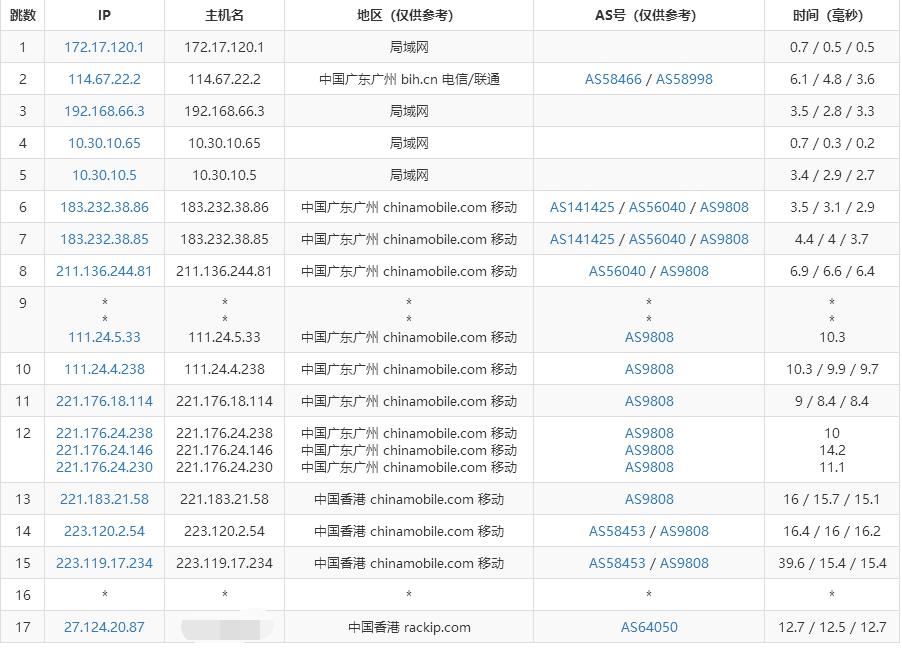 跳数 IP 主机名 地区（仅供参考） AS号（仅供参考） 时间（毫秒）
1 172.17.120.1 172.17.120.1 局域网 0.7 / 0.5 / 0.5
2 114.67.22.2 114.67.22.2 中国广东广州 bih.cn 电信/联通 AS58466 / AS58998 6.1 / 4.8 / 3.6
3 192.168.66.3 192.168.66.3 局域网 3.5 / 2.8 / 3.3
4 10.30.10.65 10.30.10.65 局域网 0.7 / 0.3 / 0.2
5 10.30.10.5 10.30.10.5 局域网 3.4 / 2.9 / 2.7
6 183.232.38.86 183.232.38.86 中国广东广州 chinamobile.com 移动 AS141425 / AS56040 / AS9808 3.5 / 3.1 / 2.9
7 183.232.38.85 183.232.38.85 中国广东广州 chinamobile.com 移动 AS141425 / AS56040 / AS9808 4.4 / 4 / 3.7
8 211.136.244.81 211.136.244.81 中国广东广州 chinamobile.com 移动 AS56040 / AS9808 6.9 / 6.6 / 6.4
9 * * * * *
* * * * *
111.24.5.33 111.24.5.33 中国广东广州 chinamobile.com 移动 AS9808 10.3
10 111.24.4.238 111.24.4.238 中国广东广州 chinamobile.com 移动 AS9808 10.3 / 9.9 / 9.7
11 221.176.18.114 221.176.18.114 中国广东广州 chinamobile.com 移动 AS9808 9 / 8.4 / 8.4
12 221.176.24.238 221.176.24.238 中国广东广州 chinamobile.com 移动 AS9808 10
221.176.24.146 221.176.24.146 中国广东广州 chinamobile.com 移动 AS9808 14.2
221.176.24.230 221.176.24.230 中国广东广州 chinamobile.com 移动 AS9808 11.1
13 221.183.21.58 221.183.21.58 中国香港 chinamobile.com 移动 AS9808 16 / 15.7 / 15.1
14 223.120.2.54 223.120.2.54 中国香港 chinamobile.com 移动 AS58453 / AS9808 16.4 / 16 / 16.2
15 223.119.17.234 223.119.17.234 中国香港 chinamobile.com 移动 AS58453 / AS9808 39.6 / 15.4 / 15.4
16 * * * * *
17 27.124.20.87 中国香港 rackip.com AS64050 12.7 / 12.5 / 12.7